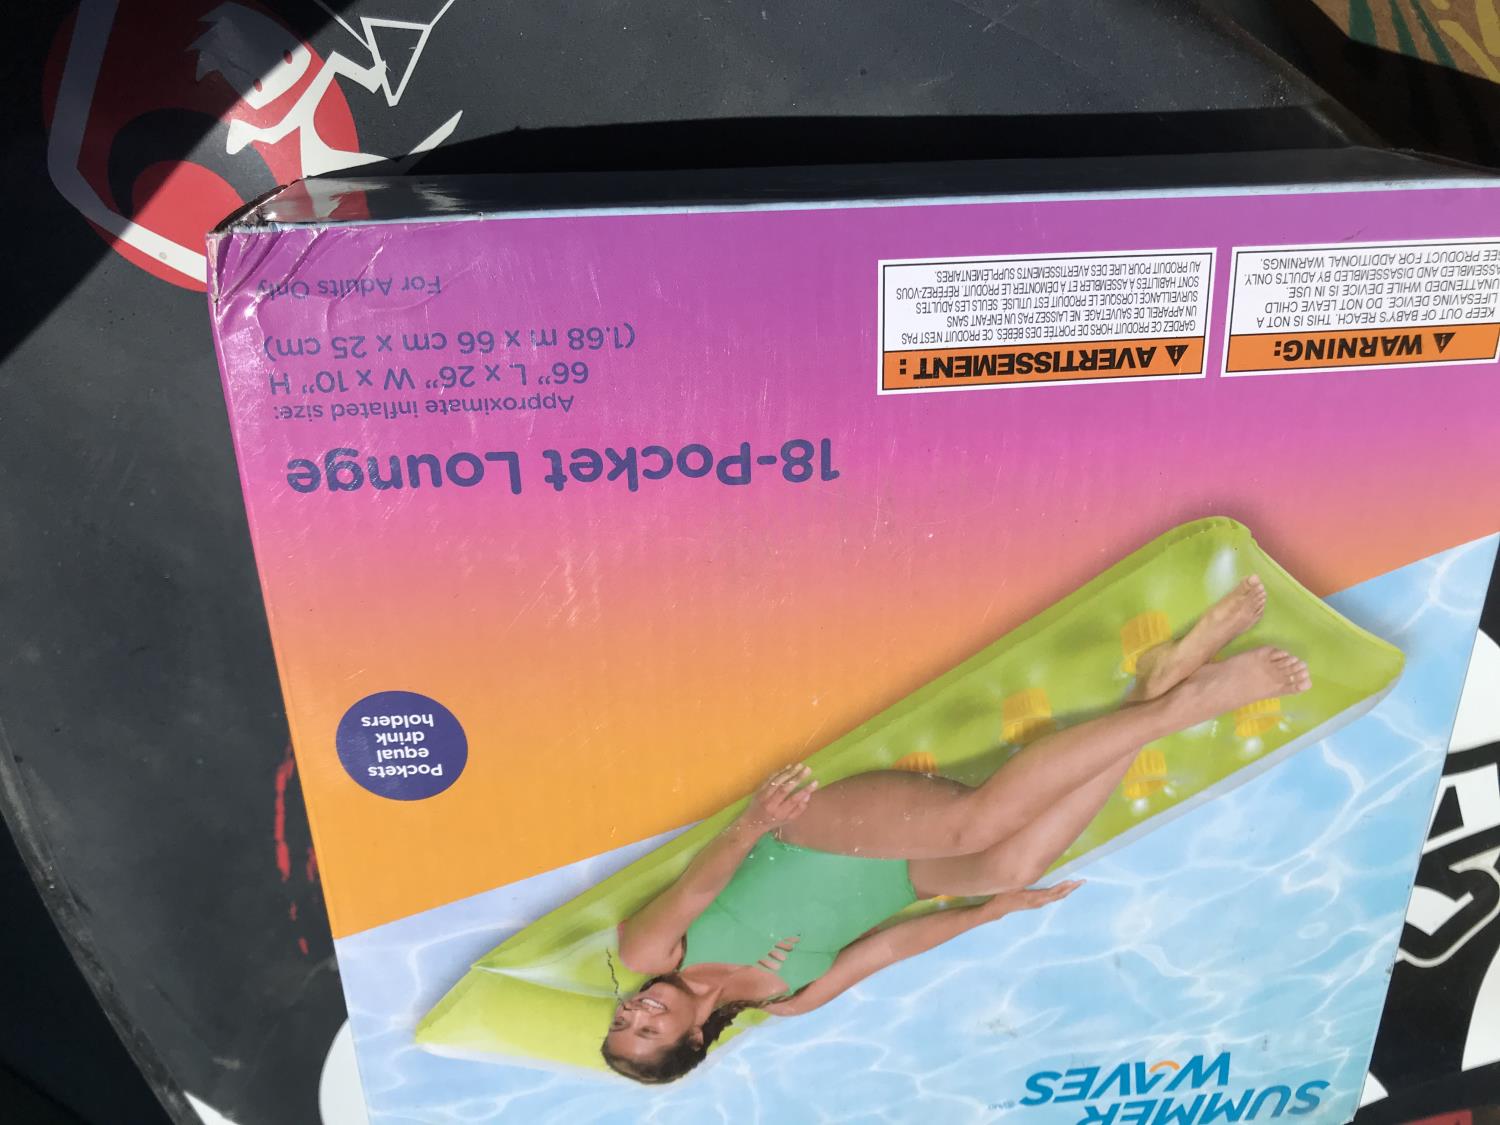 SUMMER
WAVES
Pockets
equal
drink
holders
18-Pocket Lounge
Approximate inflated size:
66" L x 26" W x 10" H
(1.68 m x 66 cm x 25 cm)
For Adults Only
WARNING:
KEEP OUT OF BABY'S REACH. THIS IS NOT A
LIFESAVING DEVICE. DO NOT LEAVE CHILD
UNATTENDED WHILE DEVICE IS IN USE.
ASSEMBLED AND DISASSEMBLED BY ADULTS ONLY.
SEE PRODUCT FOR ADDITIONAL WARNINGS.
AVERTISSEMENT :
GARDEZ CE PRODUIT HORS DE PORTÉE DES BÉBÉS. CE PRODUIT N'EST PAS
UN APPAREIL DE SAUVETAGE. NE LAISSEZ PAS UN ENFANT SANS
SURVEILLANCE LORSQUE LE PRODUIT EST UTILISÉ. SEULS LES ADULTES
SONT HABILITÉS À ASSEMBLER ET À DÉMONTER LE PRODUIT. RÉFÉREZ-VOUS
AU PRODUIT POUR LIRE DES AVERTISSEMENTS SUPPLÉMENTAIRES.